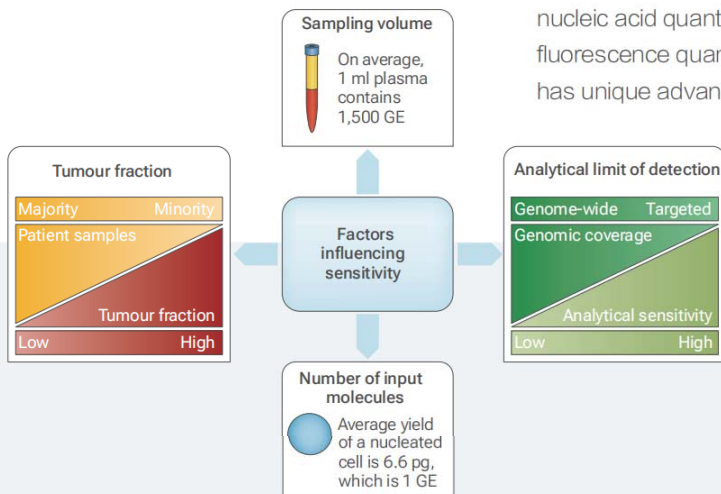 Sampling volume
On average,
1 ml plasma
contains
1,500 GE
nucleic acid quant
fluorescence quan
has unique advan
Tumour fraction
Majority Minority
Patient samples
Tumour fraction
Low High
Factors
influencing
sensitivity
Analytical limit of detection
Genome-wide Targeted
Genomic coverage
Analytical sensitivity
Low High
Number of input
molecules
Average yield
of a nucleated
cell is 6.6 pg,
which is 1 GE